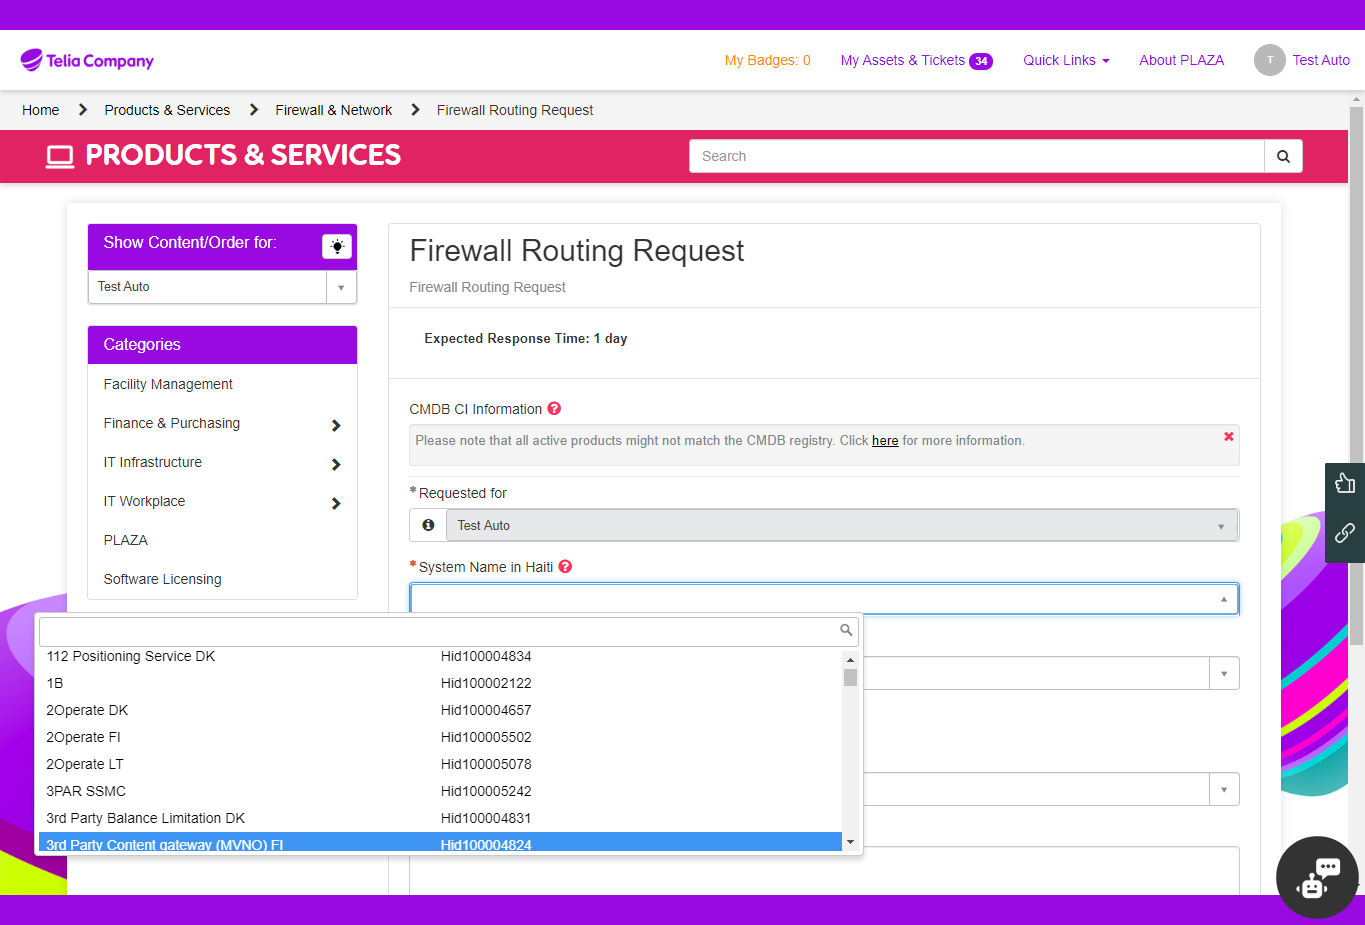 Telia Company
My Badges: 0
My Assets & Tickets 34
Quick Links
About PLAZA
T
Test Auto
Home
Products & Services
Firewall & Network
Firewall Routing Request
PRODUCTS & SERVICES
Search
Show Content/Order for:
Test Auto
Categories
Facility Management
Finance & Purchasing
IT Infrastructure
IT Workplace
PLAZA
Software Licensing
Firewall Routing Request
Firewall Routing Request
Expected Response Time: 1 day
CMDB CI Information
Please note that all active products might not match the CMDB registry. Click here for more information.
*Requested for
Test Auto
*System Name in Haiti
112 Positioning Service DK Hid100004834
1B Hid100002122
2Operate DK Hid100004657
2Operate FI Hid100005502
2Operate LT Hid100005078
3PAR SSMC Hid100005242
3rd Party Balance Limitation DK Hid100004831
3rd Party Content gateway (MVNO) FI Hid100004824